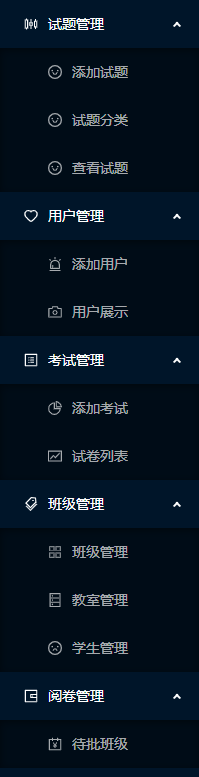 试题管理
添加试题
试题分类
查看试题
用户管理
添加用户
用户展示
考试管理
添加考试
试卷列表
班级管理
班级管理
教室管理
学生管理
阅卷管理
待批班级